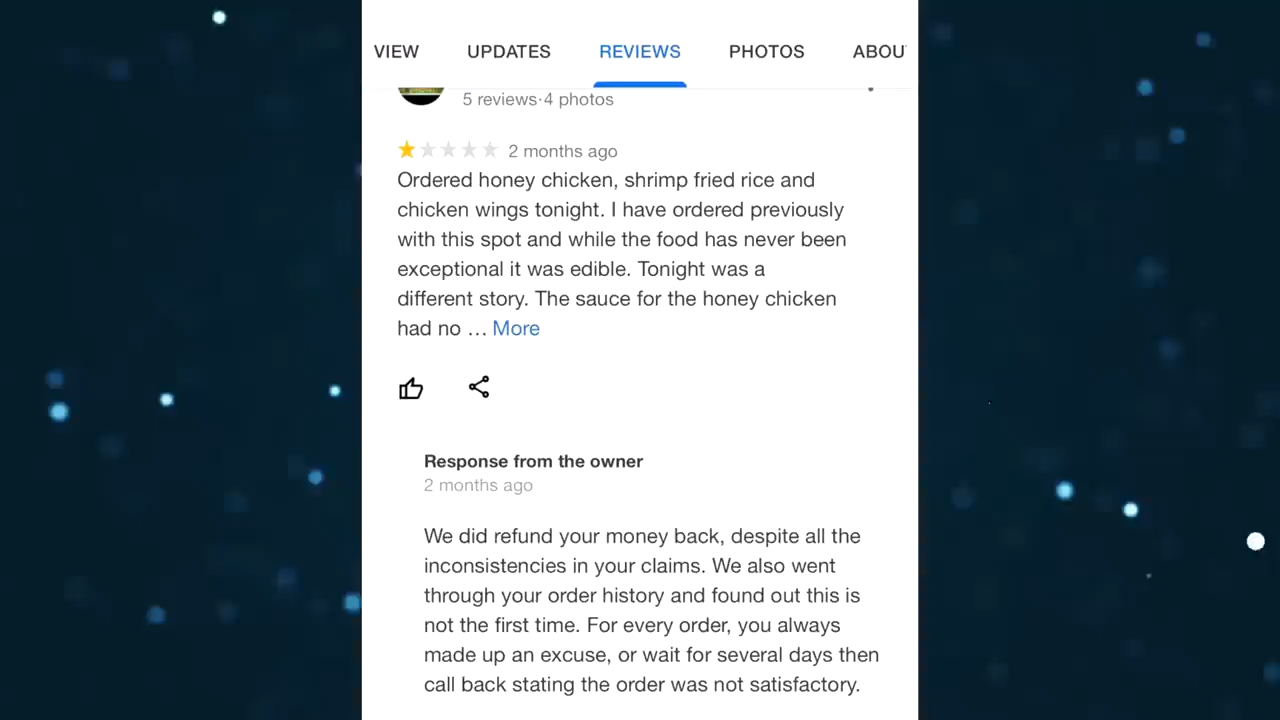 VIEW UPDATES REVIEWS PHOTOS ABOU
5 reviews·4 photos
2 months ago
Ordered honey chicken, shrimp fried rice and
chicken wings tonight. I have ordered previously
with this spot and while the food has never been
exceptional it was edible. Tonight was a
different story. The sauce for the honey chicken
had no … More
Response from the owner
2 months ago
We did refund your money back, despite all the
inconsistencies in your claims. We also went
through your order history and found out this is
not the first time. For every order, you always
made up an excuse, or wait for several days then
call back stating the order was not satisfactory.